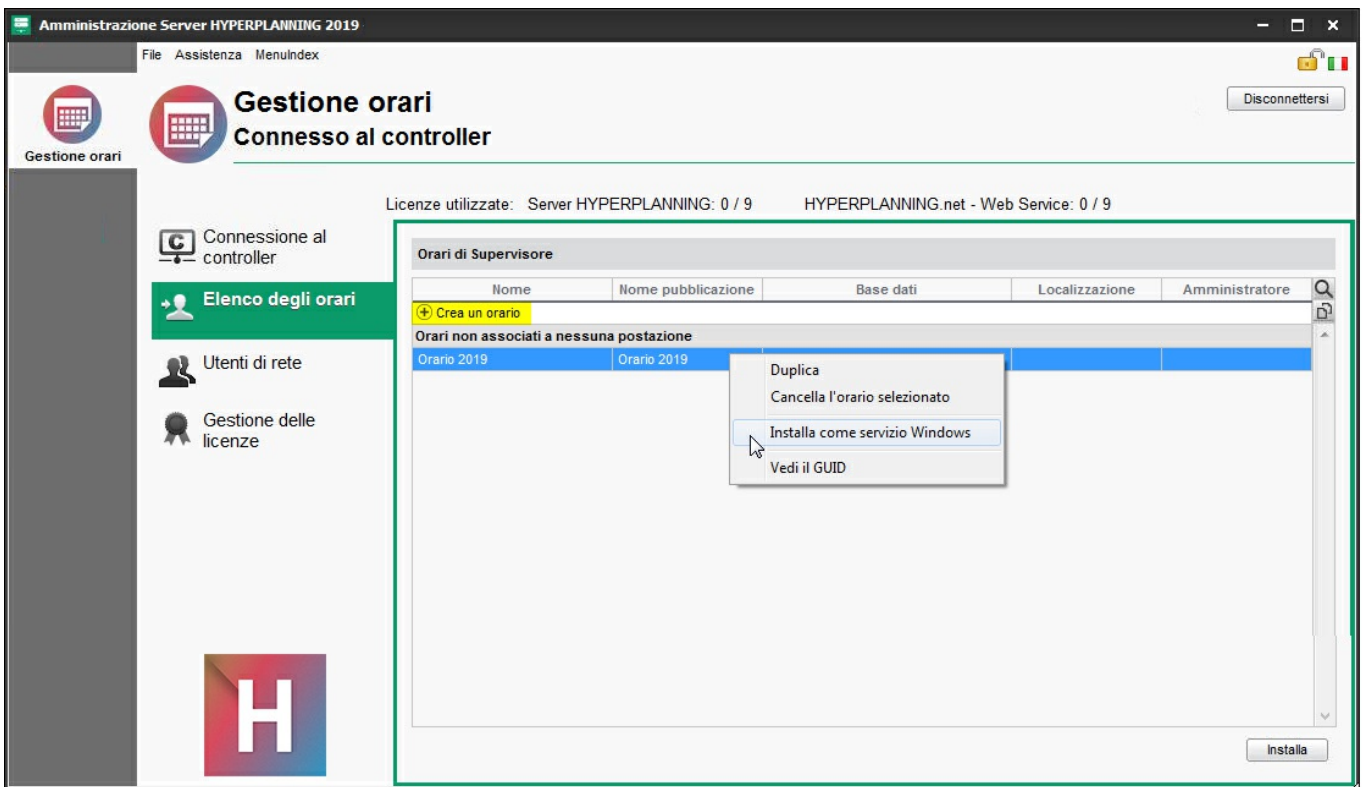 Amministrazione Server HYPERPLANNING 2019
File Assistenza MenuIndex
Gestione orari
Connesso al controller
Disconnettersi
Gestione orari
Licenze utilizzate: Server HYPERPLANNING: 0 / 9 HYPERPLANNING.net - Web Service: 0 / 9
C
Connessione al
controller
Elenco degli orari
Utenti di rete
Gestione delle
licenze
Orari di Supervisore
Nome Nome pubblicazione Base dati Localizzazione Amministratore
Crea un orario
Orari non associati a nessuna postazione
Orario 2019 Orario 2019
Duplica
Cancella l'orario selezionato
Installa come servizio Windows
Vedi il GUID
H
Installa